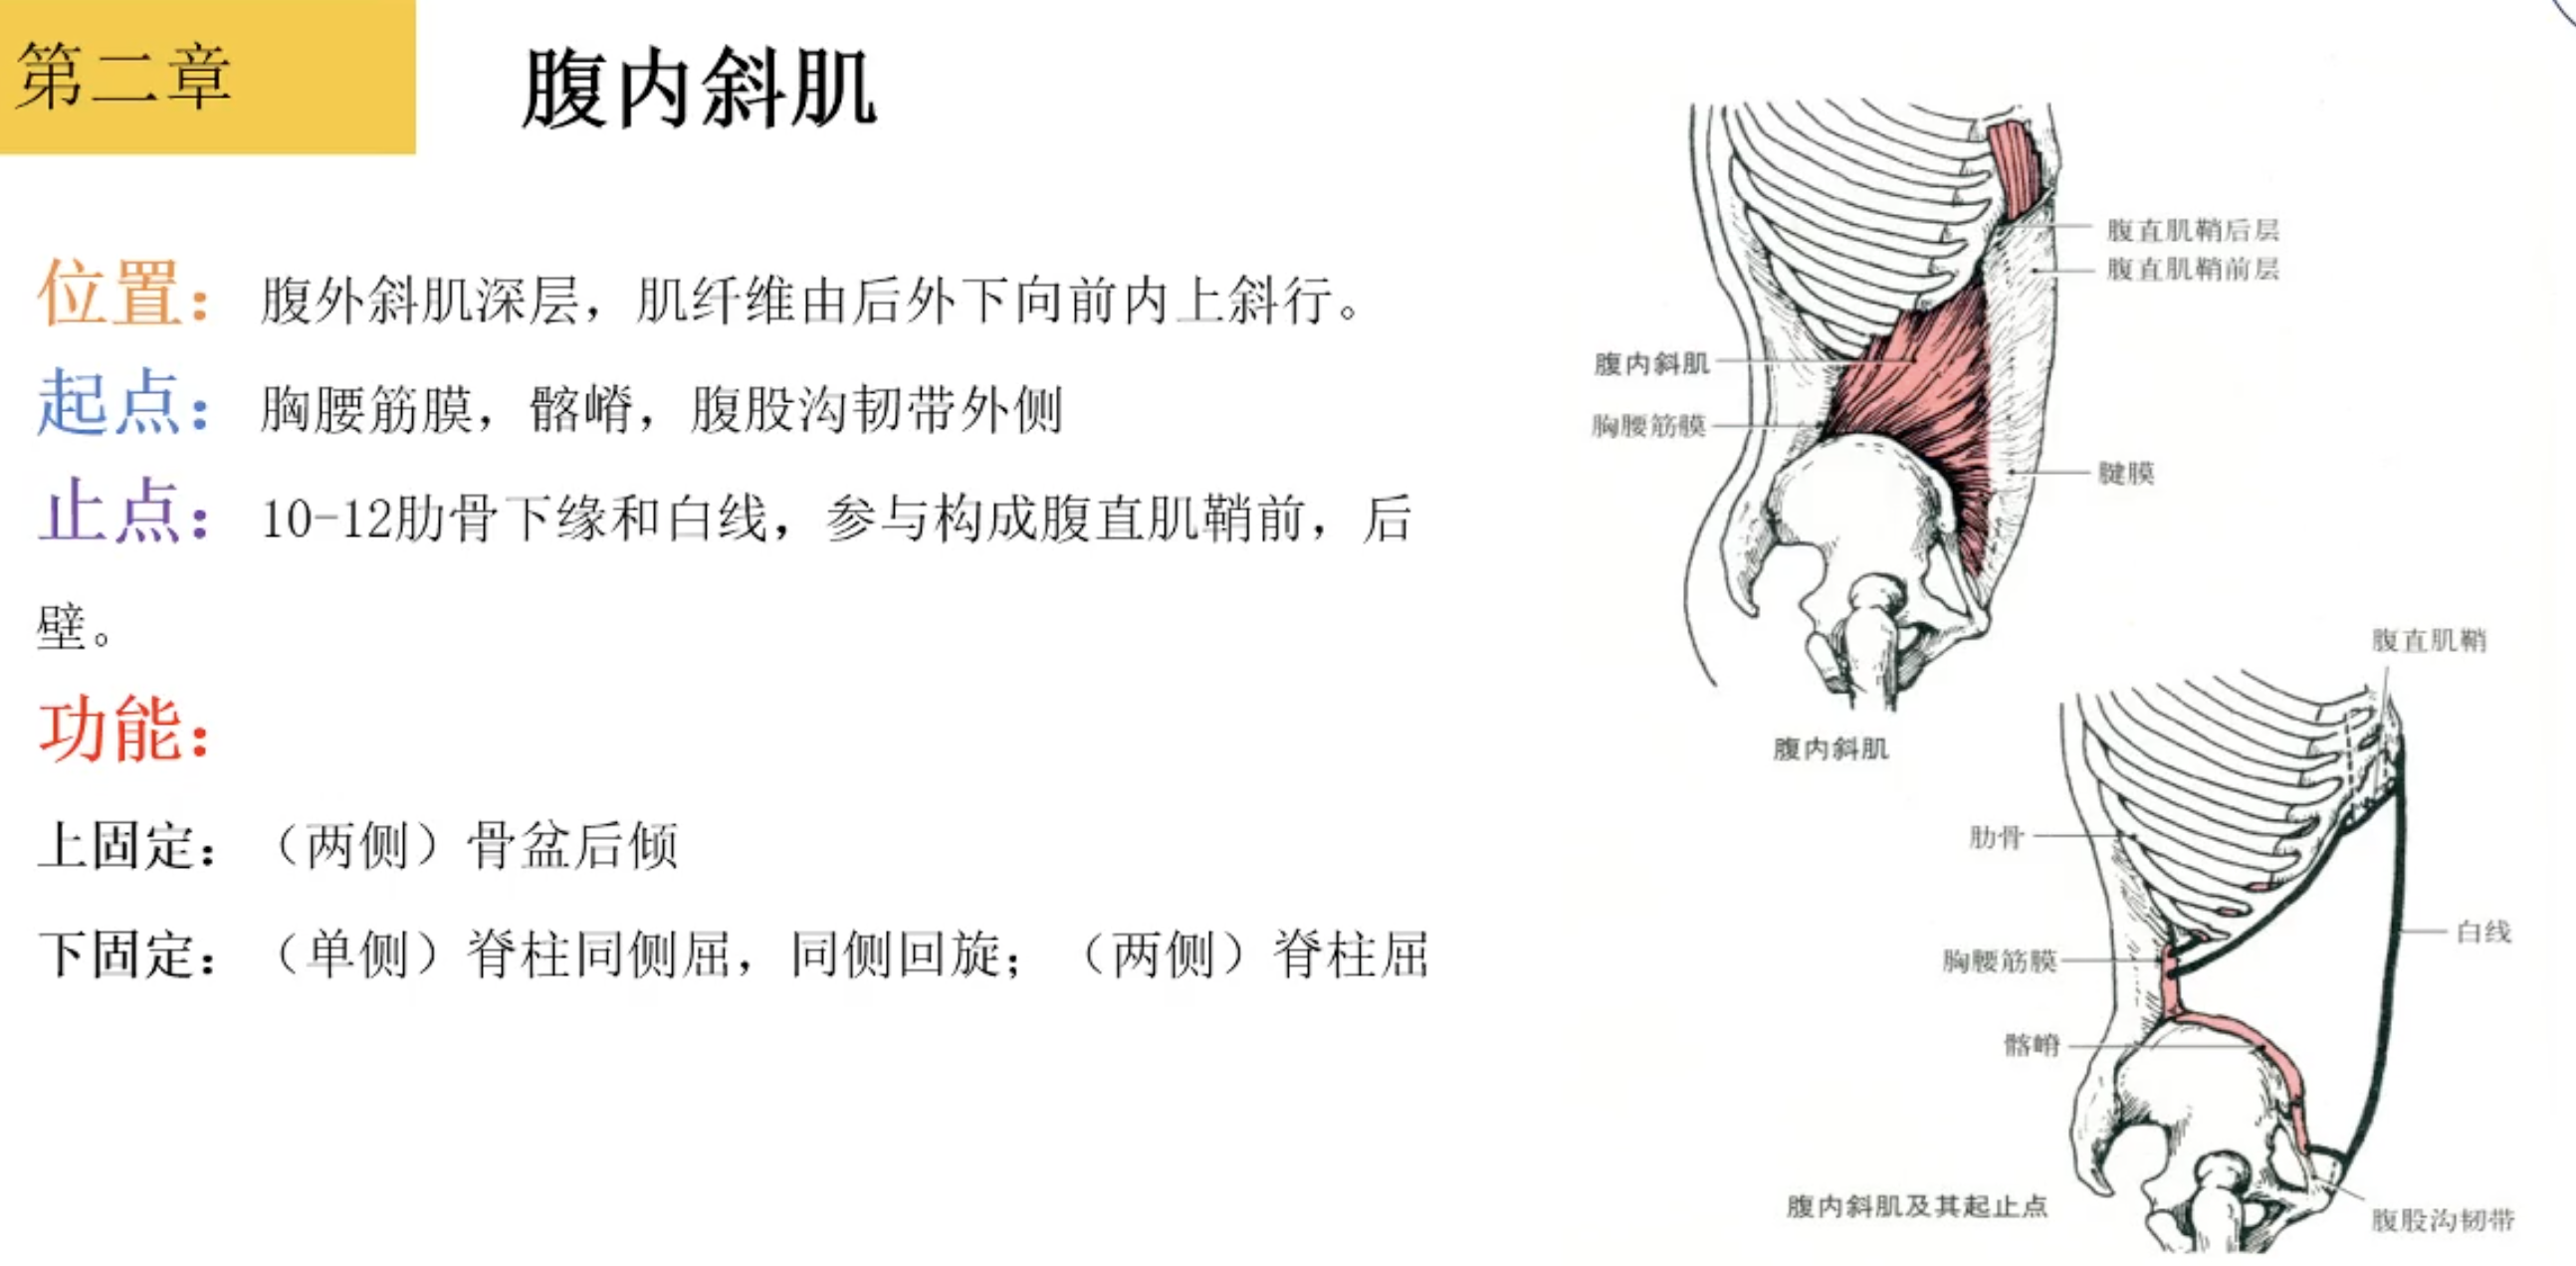 第二章
腹内斜肌
位置：腹外斜肌深层，肌纤维由后外下向前内上斜行。
起点：胸腰筋膜，髂嵴，腹股沟韧带外侧
止点：10-12肋骨下缘和白线，参与构成腹直肌鞘前，后
壁。
功能：
上固定：（两侧）骨盆后倾
下固定：（单侧）脊柱同侧屈，同侧回旋；（两侧）脊柱屈
腹直肌鞘后层
腹直肌鞘前层
腹内斜肌
胸腰筋膜
腱膜
腹内斜肌
腹直肌鞘
肋骨
白线
胸腰筋膜
髂嵴
腹内斜肌及其起止点
腹股沟韧带